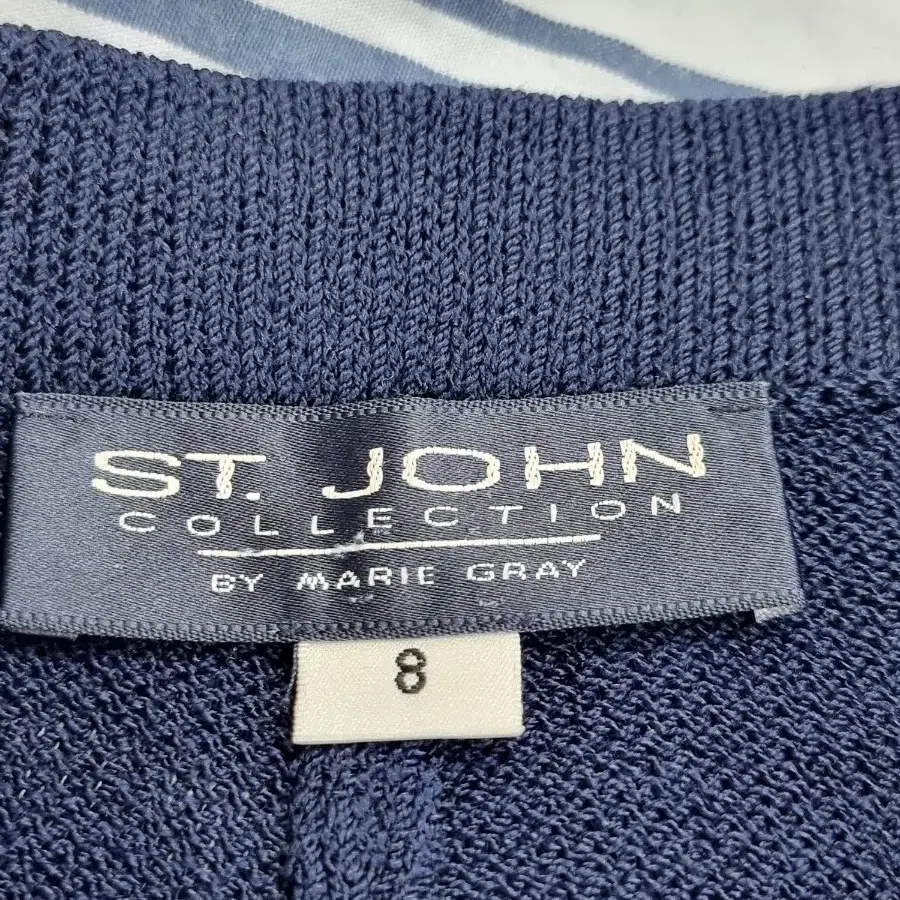 ST. JOHN
COLLECTION
BY MARIE GRAY
8